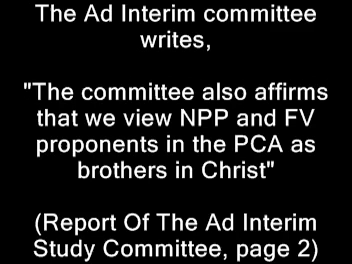 The Ad Interim committee
writes,
"The committee also affirms
that we view NPP and FV
proponents in the PCA as
brothers in Christ"
(Report Of The Ad Interim
Study Committee, page 2)